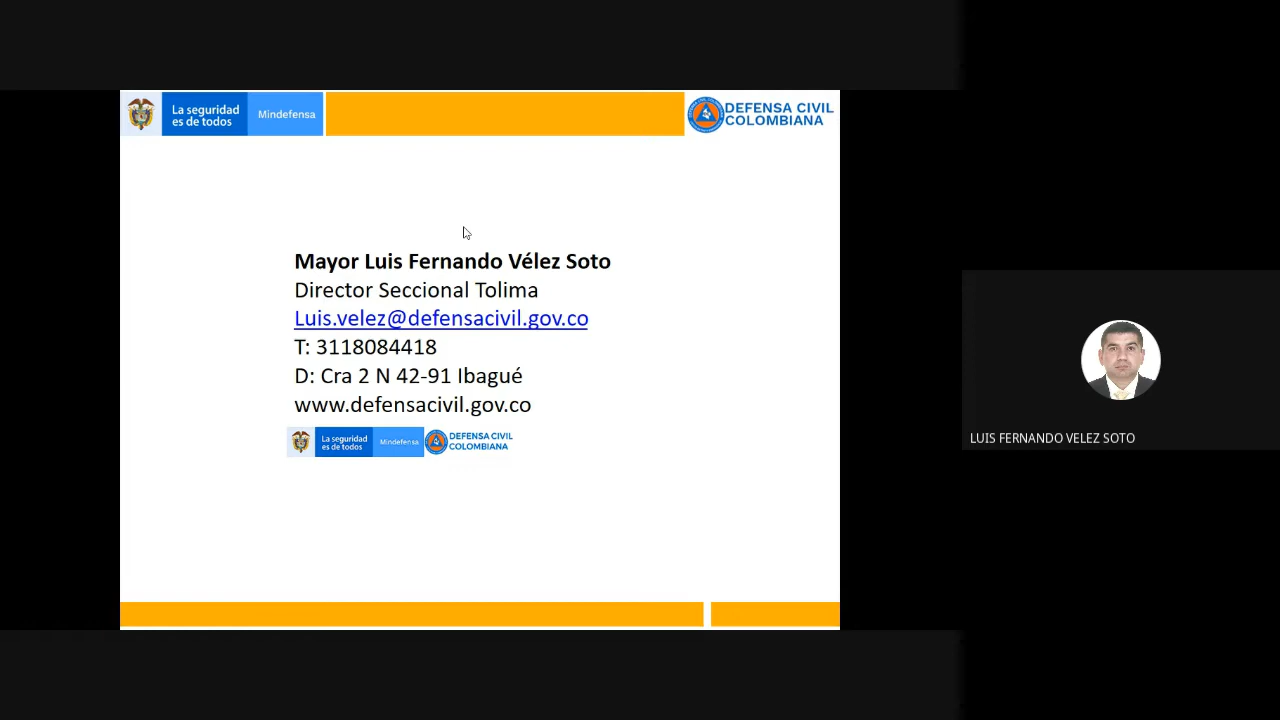 La seguridad
es de todos
Mindefensa
DEFENSA CIVIL
COLOMBIANA
Mayor Luis Fernando Vélez Soto
Director Seccional Tolima
Luis.velez@defensacivil.gov.co
T: 3118084418
D: Cra 2 N 42-91 Ibagué
www.defensacivil.gov.co
La seguridad
es de todos
Mindefensa
DEFENSA CIVIL
COLOMBIANA
LUIS FERNANDO VELEZ SOTO